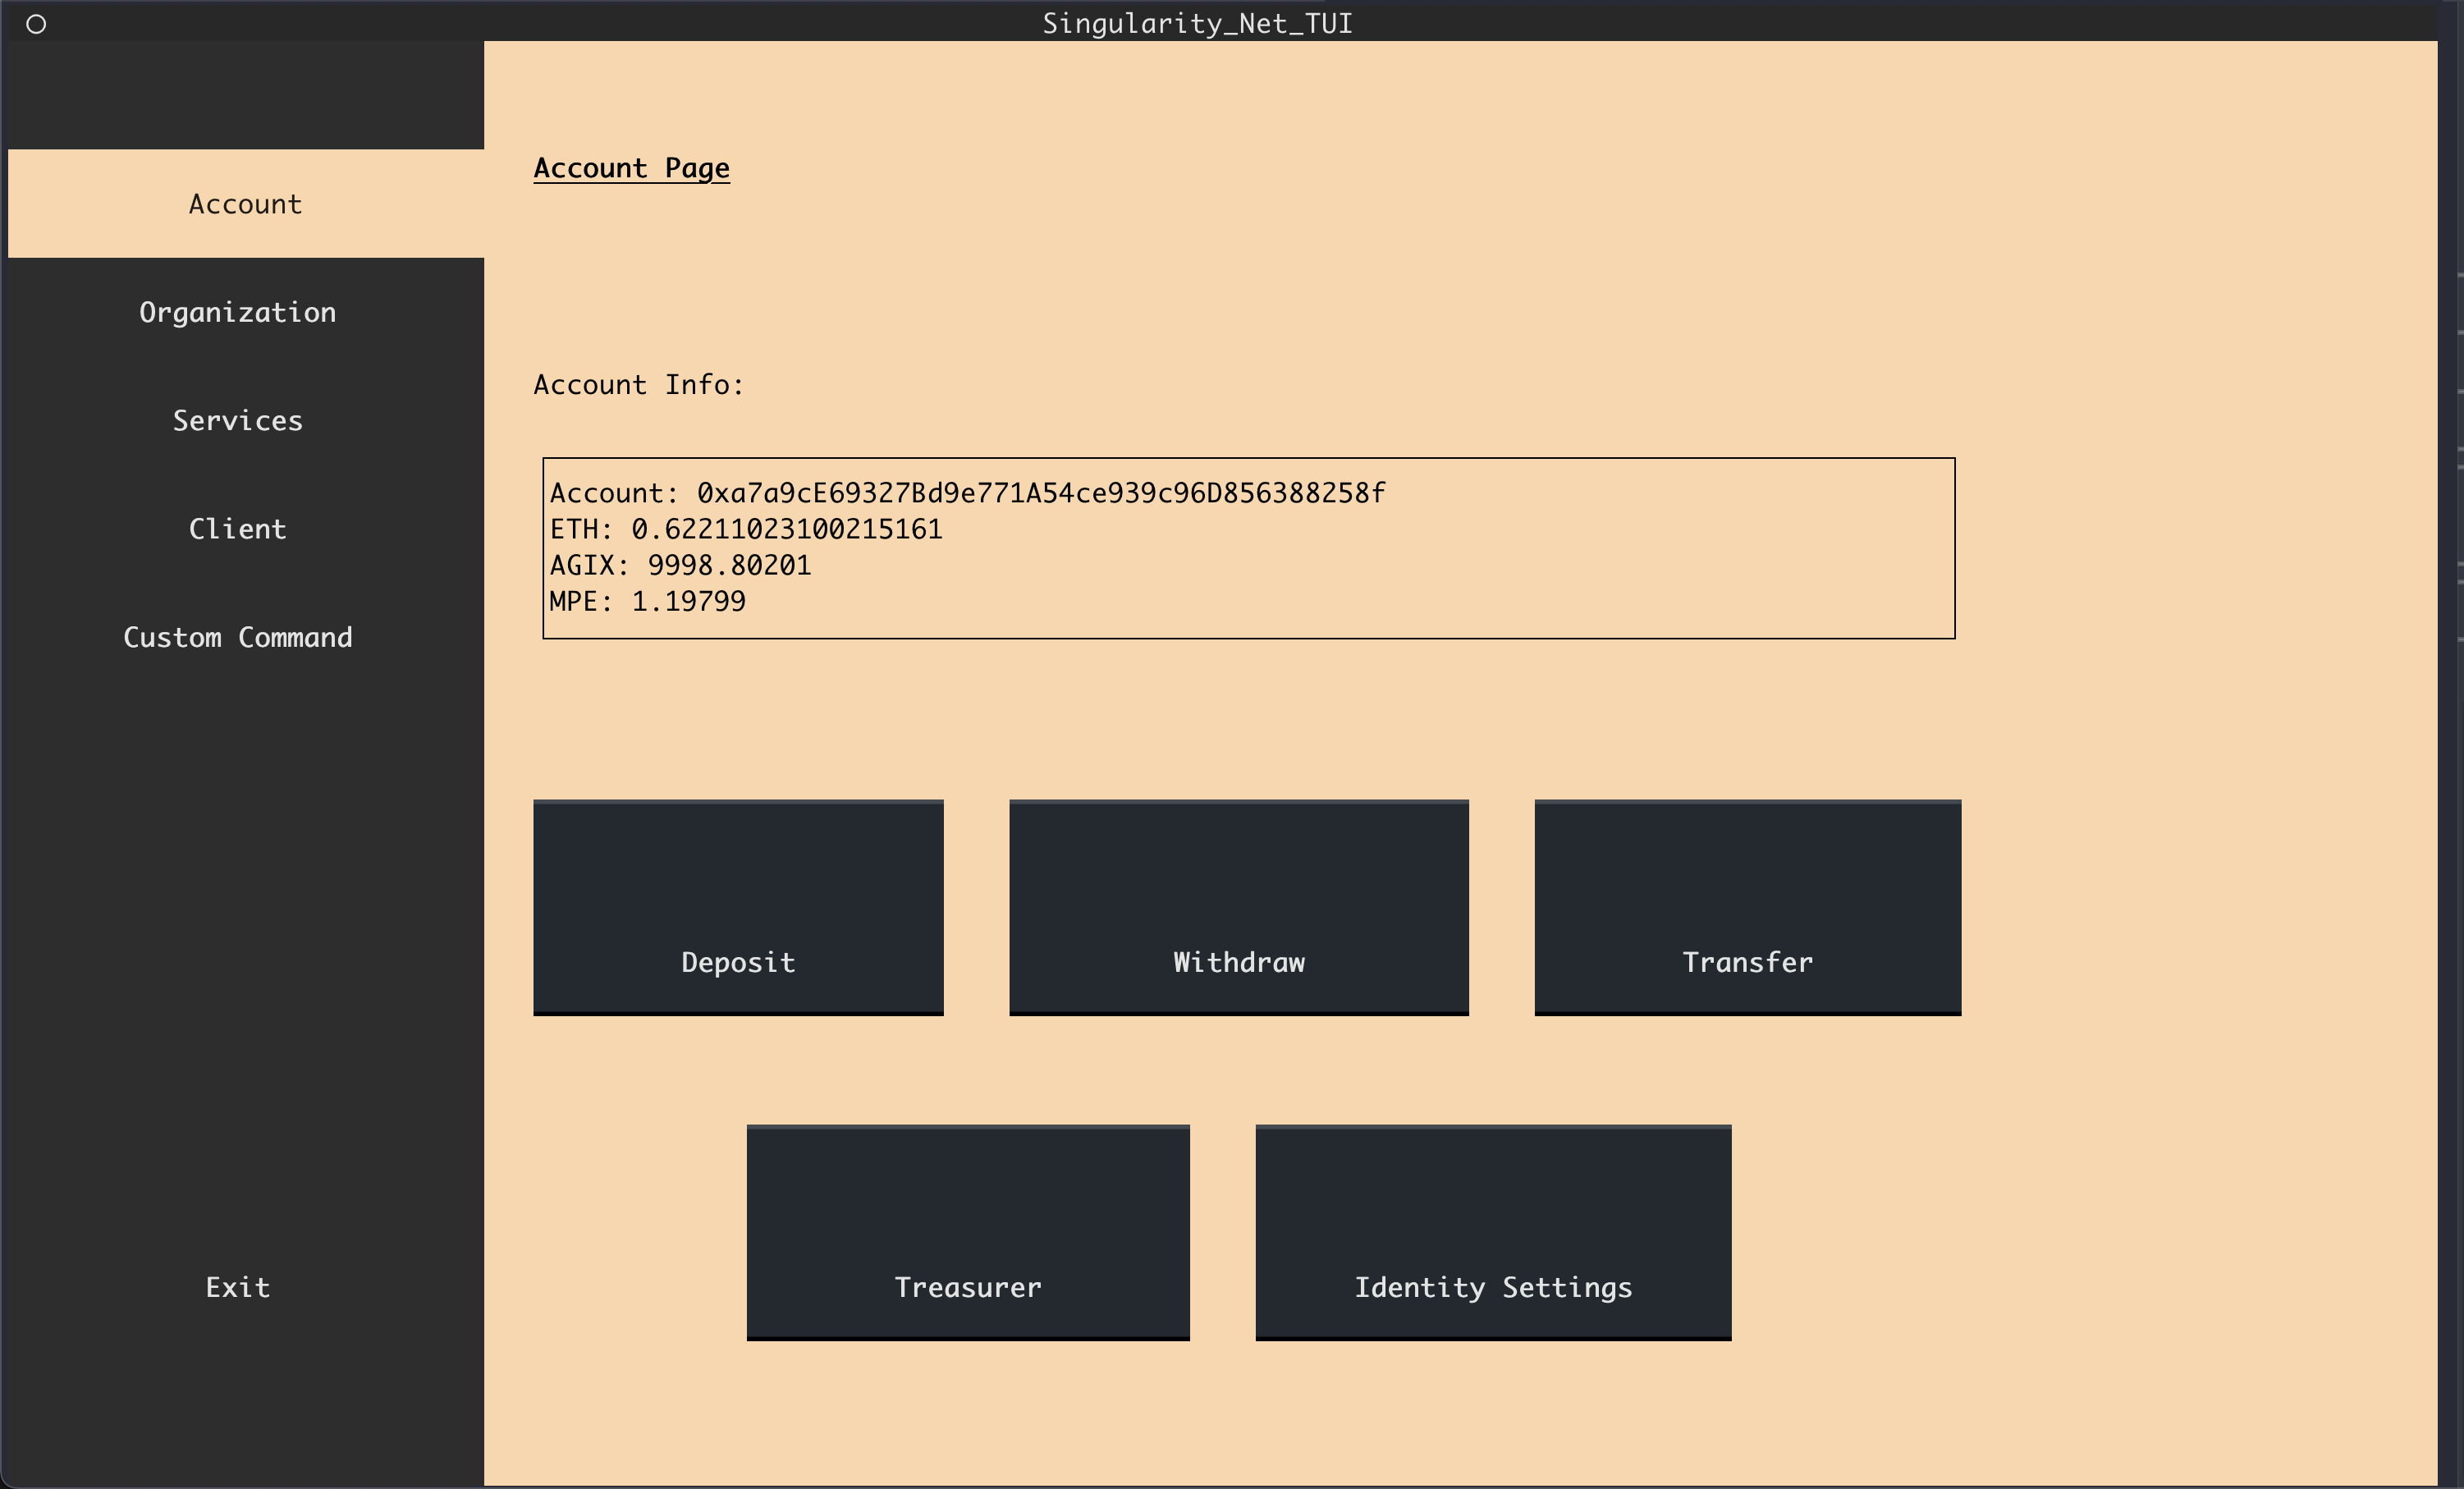 Singularity_Net_TUI
Account
Organization
Services
Client
Custom Command
Exit
Account Page
Account Info:
Account: 0xa7a9cE69327Bd9e771A54ce939c96D856388258f
ETH: 0.62211023100215161
AGIX: 9998.80201
MPE: 1.19799
Deposit
Withdraw
Transfer
Treasurer
Identity Settings